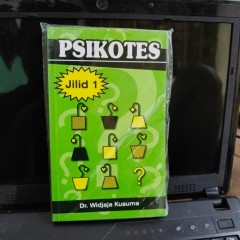 PSIKOTES
Jilid 1
?
Dr. Widjaja Kusuma